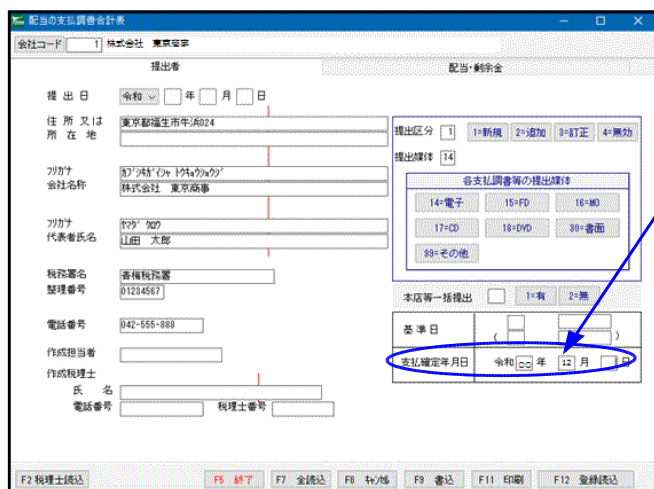 配当の支払調書合計表
会社コード 1 株式会社 東京商事
提出者 配当・剰余金
提出日 令和 年 月 日
住所又は 東京都福生市牛浜024
所在地
フリガナ カブシキガイシャ トウキョウショウジ
会社名称 株式会社 東京商事
フリガナ ヤマダ タロウ
代表者氏名 山田 太郎
税務署名 青梅税務署
整理番号 01234567
電話番号 042-555-888
作成担当者
作成税理士
氏名
電話番号 税理士番号
提出区分 1 1=新規 2=追加 3=訂正 4=無効
提出媒体 14
各支払調書等の提出媒体
14=電子 15=FD 16=MO
17=CD 18=DVD 30=書面
99=その他
本店等一括提出 1=有 2=無
基準日
( )
支払確定年月日 令和 年 12 月 日
F2 税理士読込 F5 終了 F7 全読込 F8 キャンセル F9 書込 F11 印刷 F12 登録読込